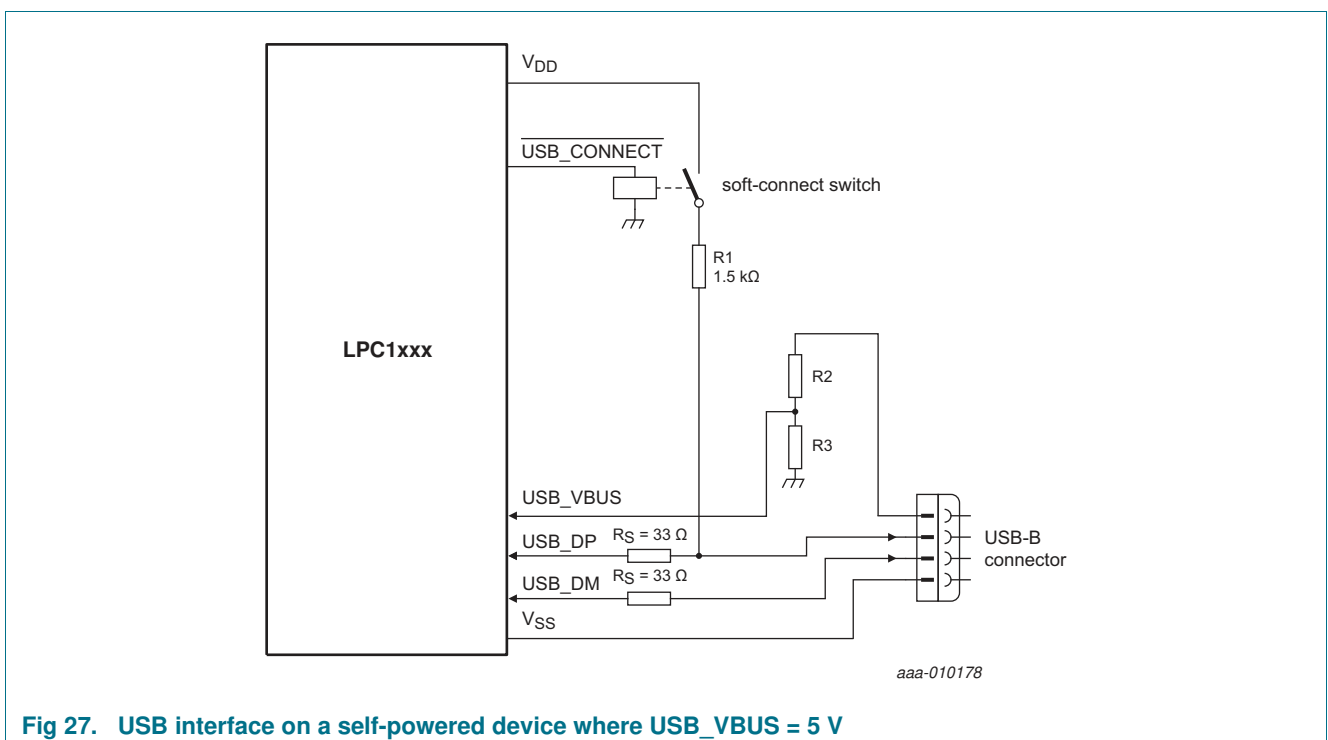 VDD
USB_CONNECT
soft-connect switch
R1
1.5 kΩ
LPC1xxx
R2
R3
USB_VBUS
USB_DP
RS = 33 Ω
USB-B
connector
USB_DM
RS = 33 Ω
VSS
aaa-010178
Fig 27. USB interface on a self-powered device where USB_VBUS = 5 V